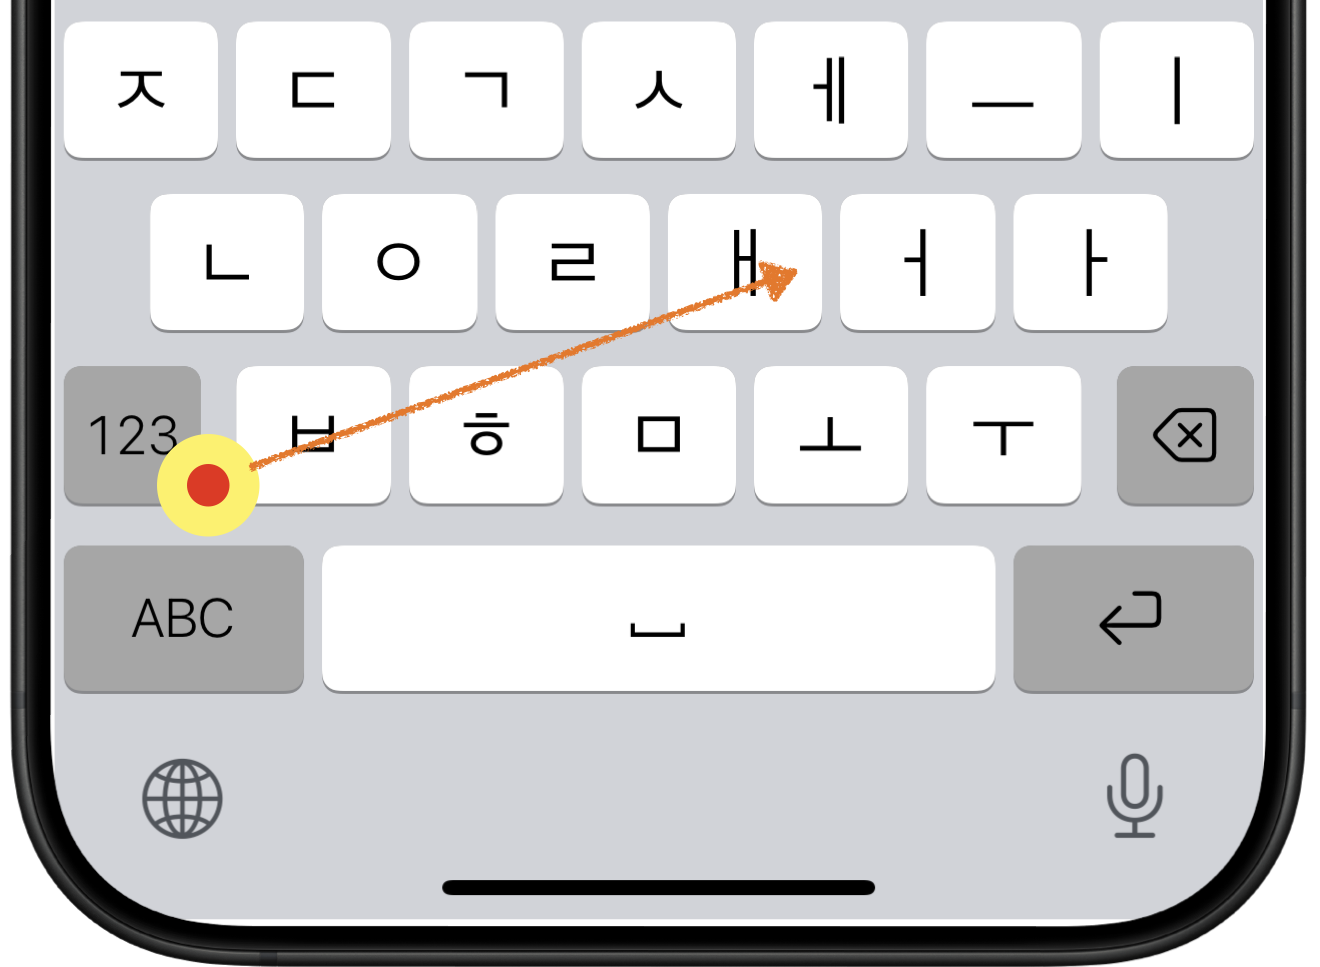 ㅈ ㄷ ㄱ ㅅ ㅔ ㅡ ㅣ
ㄴ ㅇ ㄹ ㅐ ㅓ ㅏ
123 ㅂ ㅎ ㅁ ㅗ ㅜ
ABC